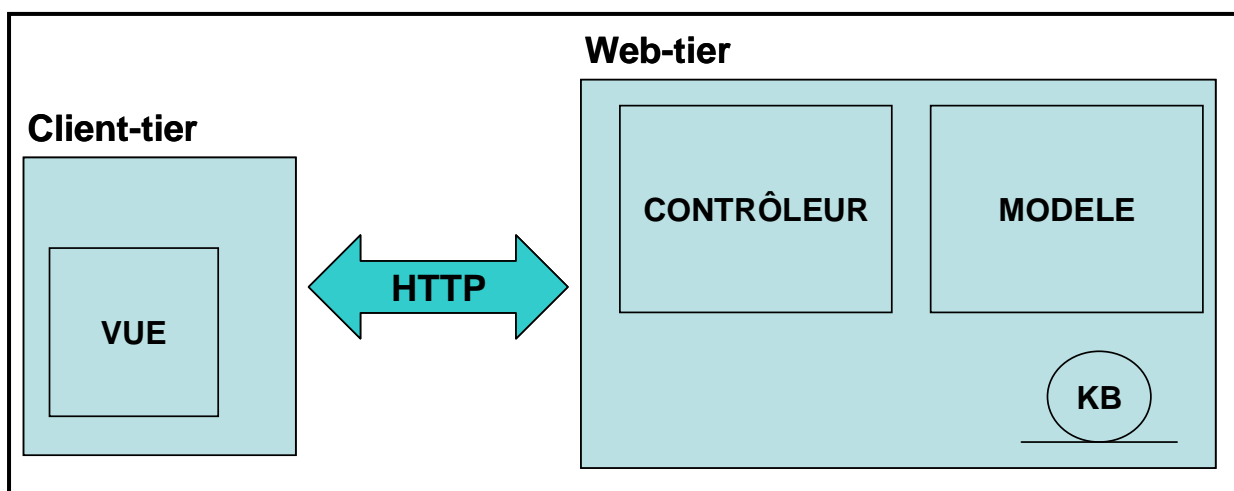 Web-tier
Client-tier
CONTRÔLEUR
MODELE
HTTP
VUE
KB